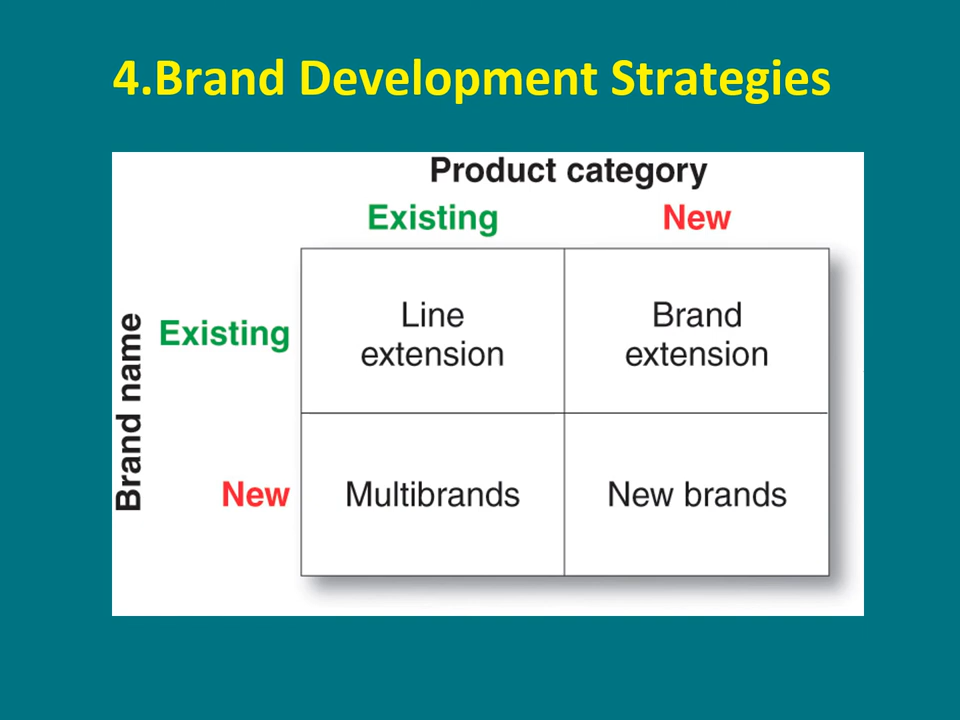 4.Brand Development Strategies
Product category
Existing New
Brand name
Existing
Line
extension
Brand
extension
New
Multibrands
New brands